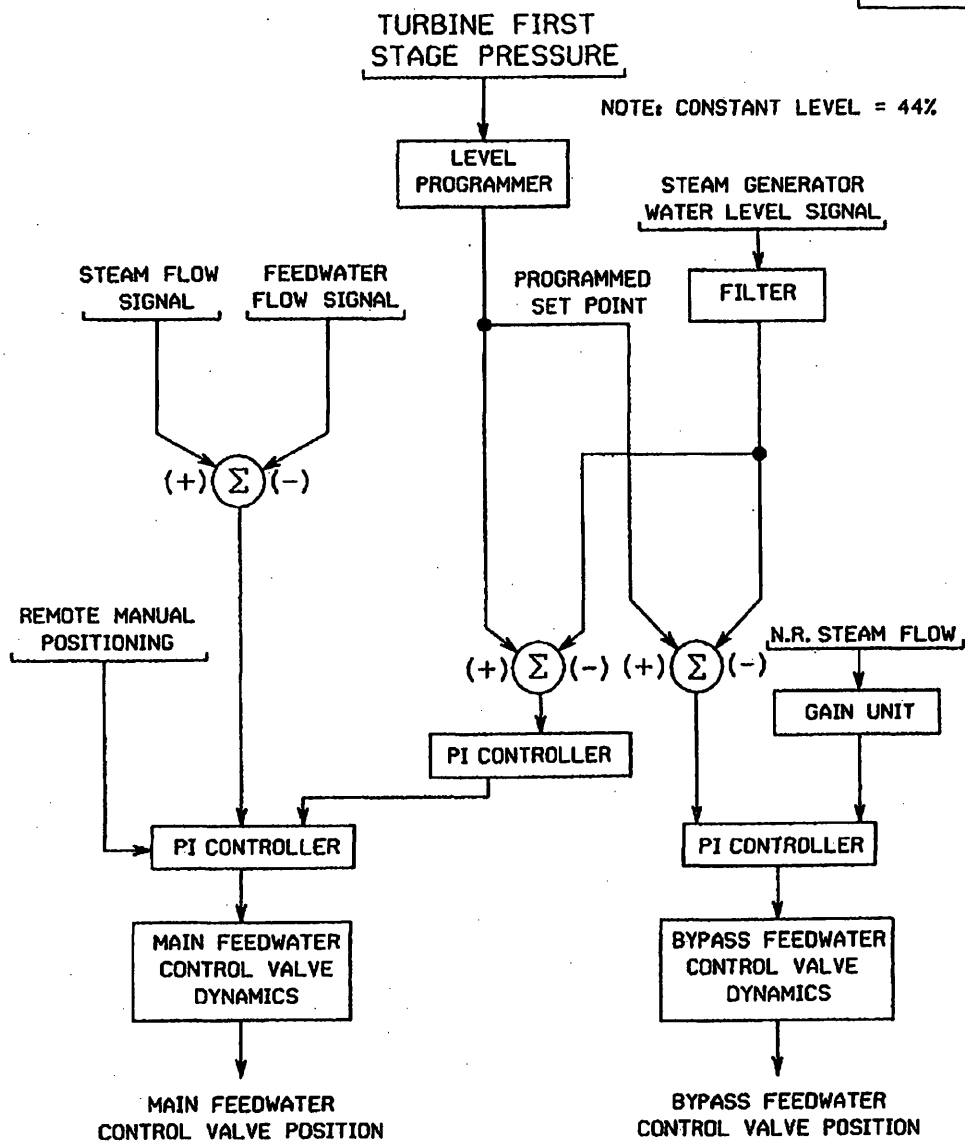 TURBINE FIRST
STAGE PRESSURE
NOTE: CONSTANT LEVEL = 44%
LEVEL
PROGRAMMER
STEAM GENERATOR
WATER LEVEL SIGNAL
STEAM FLOW
SIGNAL
FEEDWATER
FLOW SIGNAL
PROGRAMMED
SET POINT
FILTER
(+) Σ (-)
REMOTE MANUAL
POSITIONING
(+) Σ (-)
(+) Σ (-)
N.R. STEAM FLOW
GAIN UNIT
PI CONTROLLER
PI CONTROLLER
PI CONTROLLER
MAIN FEEDWATER
CONTROL VALVE
DYNAMICS
BYPASS FEEDWATER
CONTROL VALVE
DYNAMICS
MAIN FEEDWATER
CONTROL VALVE POSITION
BYPASS FEEDWATER
CONTROL VALVE POSITION